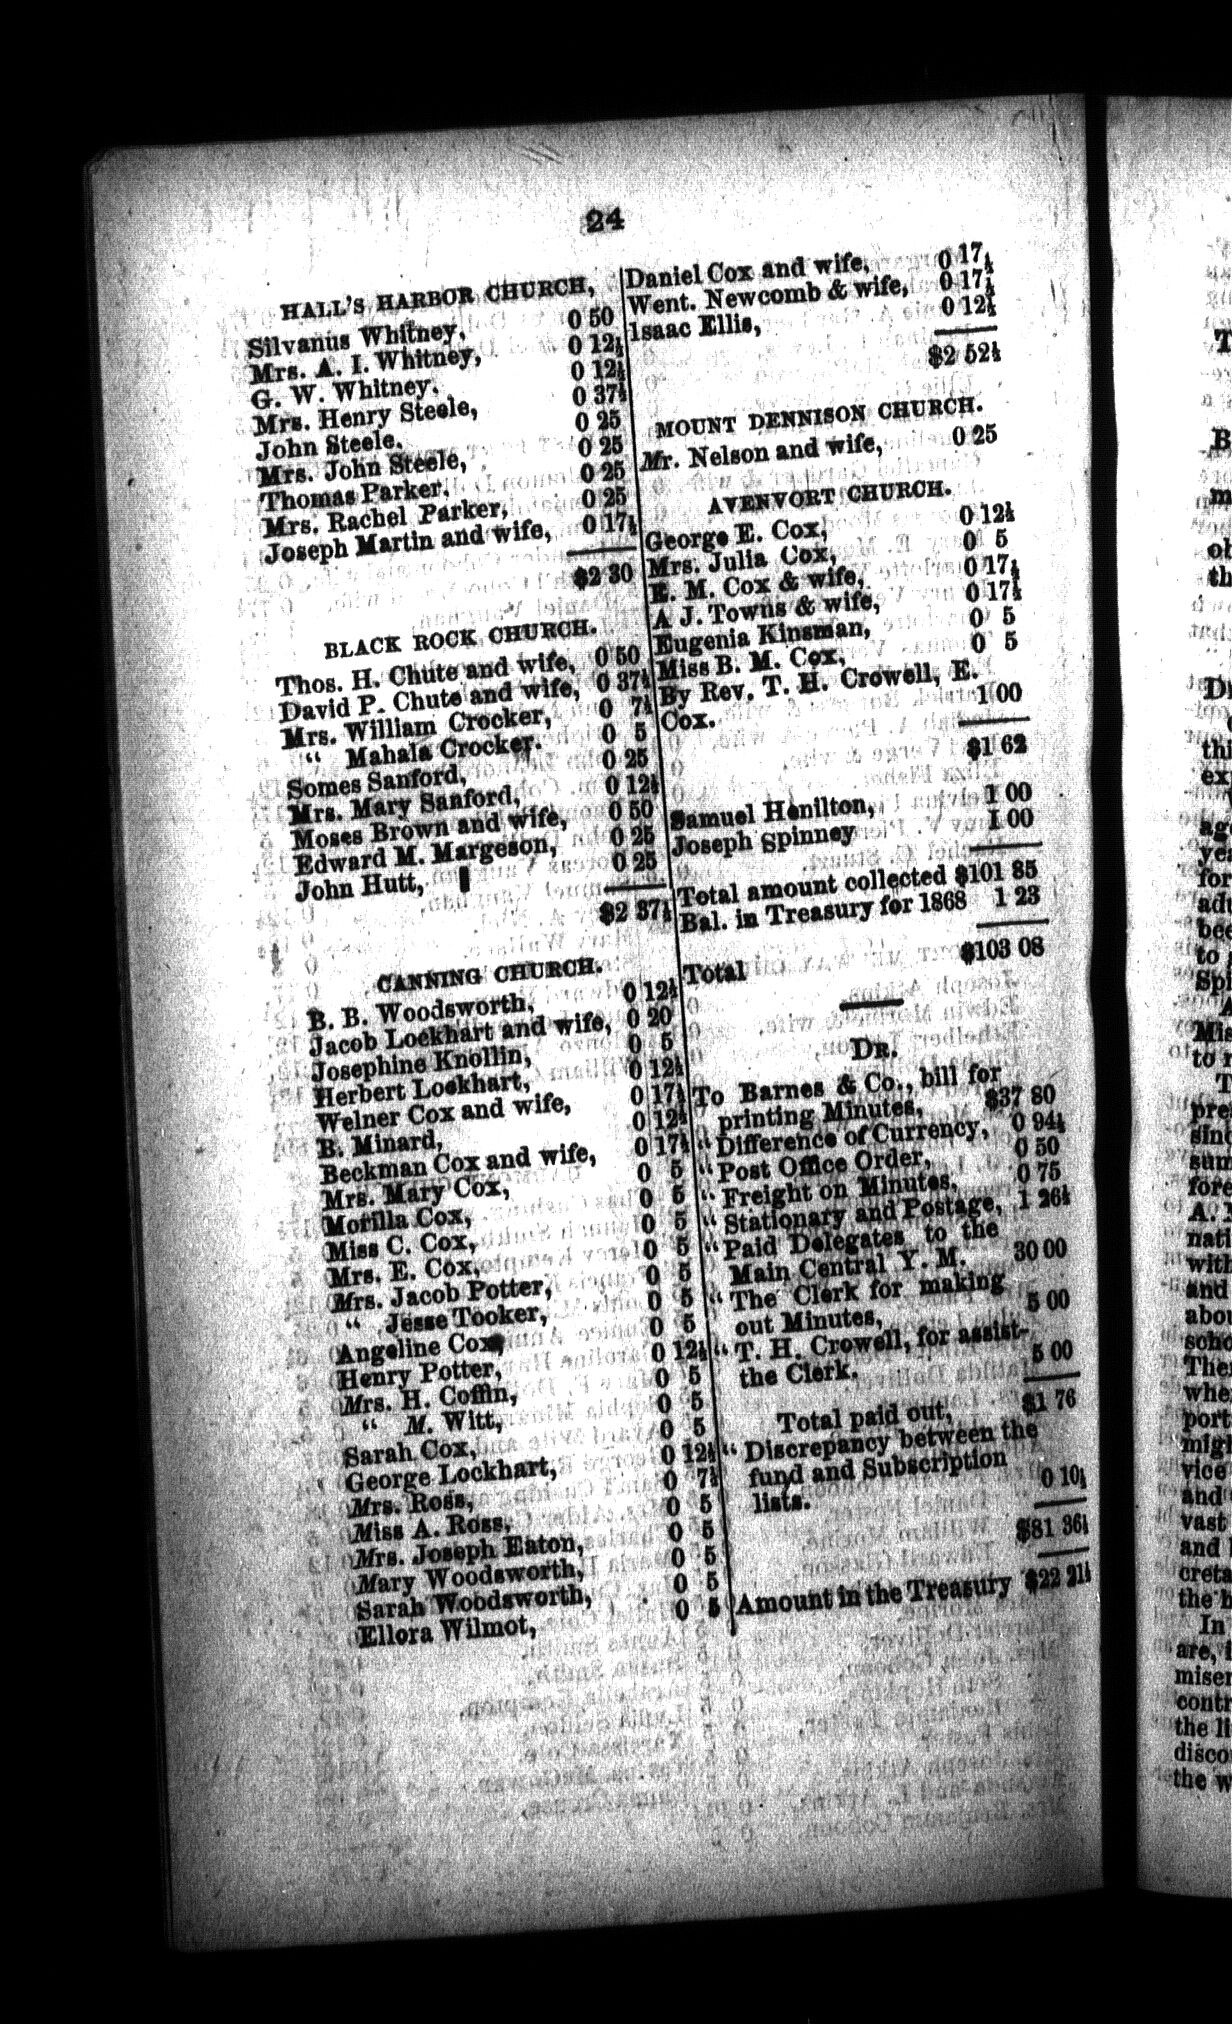 24
HALL'S HARBOR CHURCH,
Silvanus Whitney, 0 50
Mrs. A. I. Whitney, 0 12½
G. W. Whitney, 0 12½
Mrs. Henry Steele, 0 37½
John Steele. 0 25
Mrs. John Steele, 0 25
Thomas Parker, 0 25
Mrs. Rachel Parker, 0 25
Joseph Martin and wife, 0 17½
$2 30
BLACK ROCK CHURCH.
Thos. H. Chute and wife, 0 50
David P. Chute and wife, 0 37½
Mrs. William Crocker, 0 7½
“ Mahala Crocker. 0 5
Somes Sanford, 0 25
Mrs. Mary Sanford, 0 12½
Moses Brown and wife, 0 50
Edward M. Margeson, 0 25
John Hutt, 0 25
$2 37½
CANNING CHURCH.
B. B. Woodsworth, 0 12½
Jacob Lockhart and wife, 0 20
Josephine Knollin, 0 5
Herbert Lockhart, 0 12½
Welner Cox and wife, 0 17½
B. Minard, 0 12½
Beckman Cox and wife, 0 17½
Mrs. Mary Cox, 0 5
Morilla Cox, 0 5
Miss C. Cox, 0 5
Mrs. E. Cox, 0 5
Mrs. Jacob Potter, 0 5
“ Jesse Tooker, 0 5
Angeline Cox, 0 5
Henry Potter, 0 12½
Mrs. H. Coffin, 0 5
“ M. Witt, 0 5
Sarah Cox, 0 5
George Lockhart, 0 12½
Mrs. Ross, 0 7½
Miss A. Ross, 0 5
Mrs. Joseph Eaton, 0 5
Mary Woodsworth, 0 5
Sarah Woodsworth, 0 5
Ellora Wilmot, 0 5
Daniel Cox and wife, 0 17½
Went. Newcomb & wife, 0 17½
Isaac Ellis, 0 12½
$2 52½
MOUNT DENNISON CHURCH.
Mr. Nelson and wife, 0 25
AVENVORT CHURCH.
George E. Cox, 0 12½
Mrs. Julia Cox, 0 5
E. M. Cox & wife, 0 17½
A J. Towns & wife, 0 17½
Eugenia Kinsman, 0 5
Miss B. M. Cox, 0 5
By Rev. T. H. Crowell, E.
Cox. 1 00
$1 62
Samuel Henilton, 1 00
Joseph Spinney 1 00
Total amount collected $101 85
Bal. in Treasury for 1868 1 23
Total $103 08
DR.
To Barnes & Co., bill for
printing Minutes, $37 80
“ Difference of Currency, 0 94½
“ Post Office Order, 0 50
“ Freight on Minutes, 0 75
“ Stationary and Postage, 1 26½
“ Paid Delegates to the
Main Central Y. M. 30 00
“ The Clerk for making
out Minutes, 5 00
“ T. H. Crowell, for assist-
the Clerk. 5 00
Total paid out, $1 76
“ Discrepancy between the
fund and Subscription
lists. 0 10½
$81 36½
Amount in the Treasury $22 21½